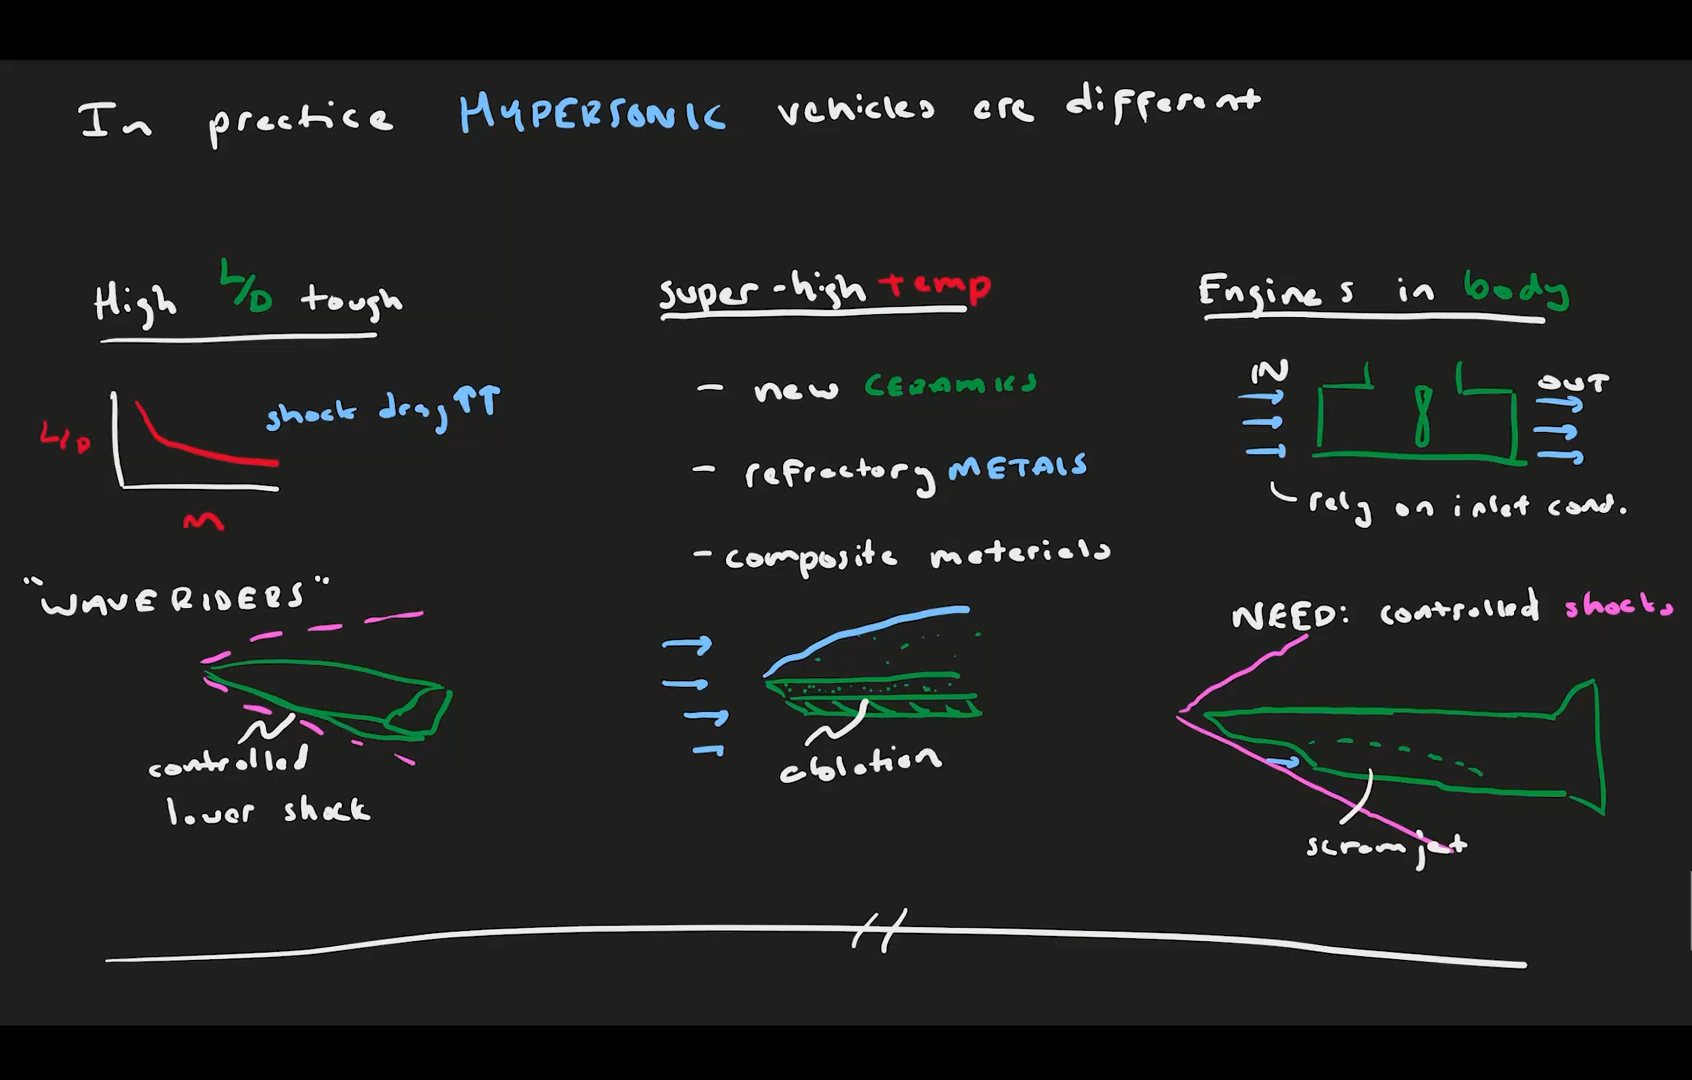 In practice HYPERSONIC vehicles are different
High L/D tough
L/D
shock drag ↑↑
M
"WAVERIDERS"
controlled
lower shock
super-high temp
- new CERAMICS
- refractory METALS
- composite materials
ablation
Engines in body
IN
OUT
rely on inlet cond.
NEED: controlled shocks
scramjet